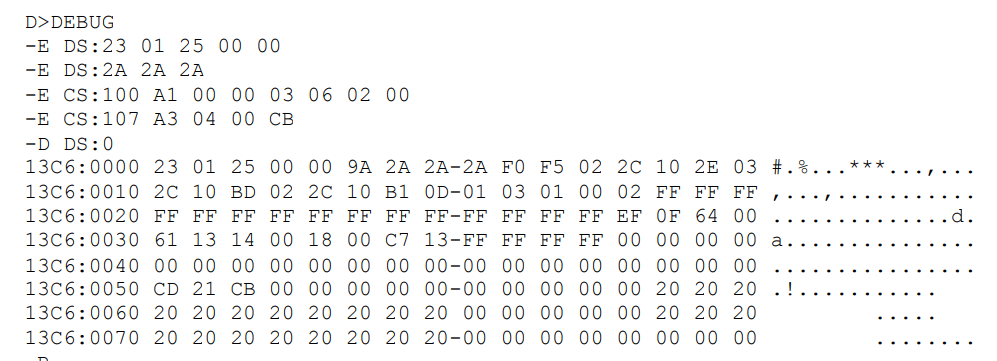 D>DEBUG
-E DS:23 01 25 00 00
-E DS:2A 2A 2A
-E CS:100 A1 00 00 03 06 02 00
-E CS:107 A3 04 00 CB
-D DS:0
13C6:0000 23 01 25 00 00 9A 2A 2A-2A F0 F5 02 2C 10 2E 03 #.%...***...,...
13C6:0010 2C 10 BD 02 2C 10 B1 0D-01 03 01 00 02 FF FF FF ,...,...........
13C6:0020 FF FF FF FF FF FF FF FF-FF FF FF FF EF 0F 64 00 ..............d.
13C6:0030 61 13 14 00 18 00 C7 13-FF FF FF FF 00 00 00 00 a...............
13C6:0040 00 00 00 00 00 00 00 00-00 00 00 00 00 00 00 00 ................
13C6:0050 CD 21 CB 00 00 00 00 00-00 00 00 00 00 20 20 20 .!...........
13C6:0060 20 20 20 20 20 20 20 20 00 00 00 00 00 20 20 20 .....
13C6:0070 20 20 20 20 20 20 20 20-00 00 00 00 00 00 00 00 ........